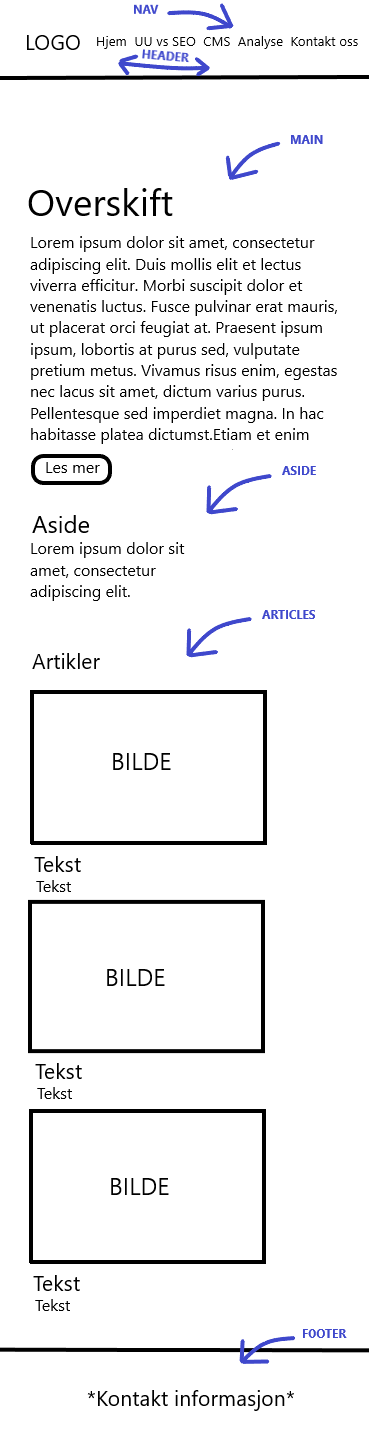 NAV
LOGO Hjem UU vs SEO CMS Analyse Kontakt oss
HEADER
MAIN
Overskift
Lorem ipsum dolor sit amet, consectetur
adipiscing elit. Duis mollis elit et lectus
viverra efficitur. Morbi suscipit dolor et
venenatis luctus. Fusce pulvinar erat mauris,
ut placerat orci feugiat at. Praesent ipsum
ipsum, lobortis at purus sed, vulputate
pretium metus. Vivamus risus enim, egestas
nec lacus sit amet, dictum varius purus.
Pellentesque sed imperdiet magna. In hac
habitasse platea dictumst.Etiam et enim
Les mer
ASIDE
Aside
Lorem ipsum dolor sit
amet, consectetur
adipiscing elit.
ARTICLES
Artikler
BILDE
Tekst
Tekst
BILDE
Tekst
Tekst
BILDE
Tekst
Tekst
FOOTER
*Kontakt informasjon*